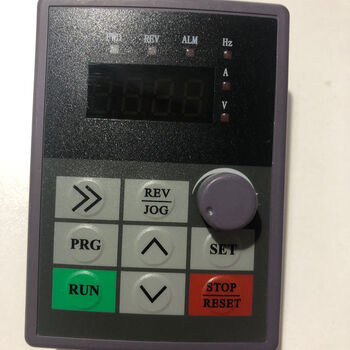 FWD REV ALM Hz
A
V
REV
JOG
PRG SET
RUN STOP
RESET